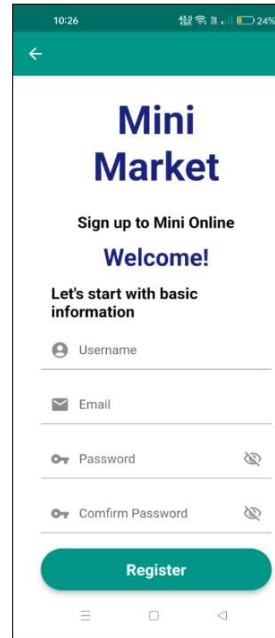 10:26
24%
Mini
Market
Sign up to Mini Online
Welcome!
Let's start with basic
information
Username
Email
Password
Comfirm Password
Register